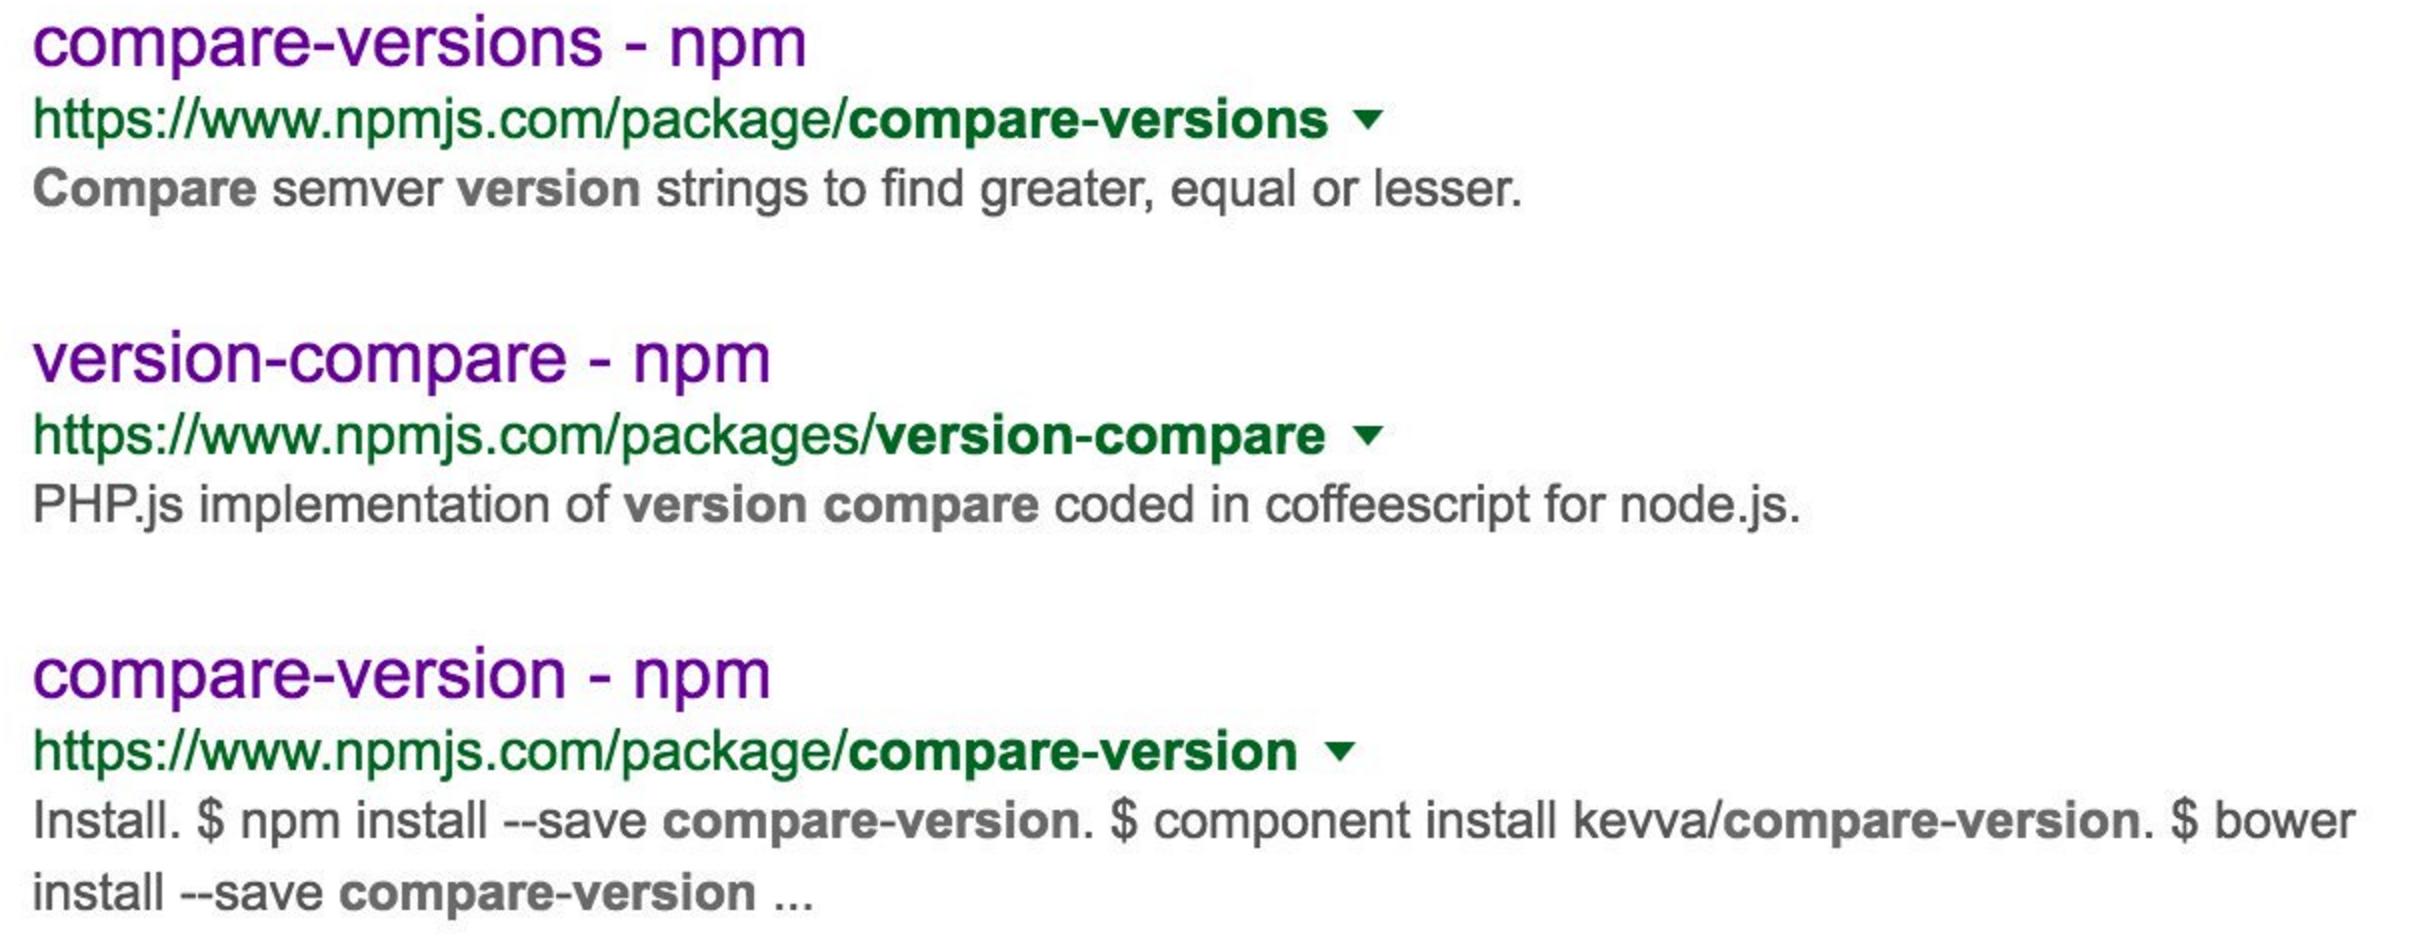 compare-versions - npm
https://www.npmjs.com/package/compare-versions
Compare semver version strings to find greater, equal or lesser.
version-compare - npm
https://www.npmjs.com/packages/version-compare
PHP.js implementation of version compare coded in coffeescript for node.js.
compare-version - npm
https://www.npmjs.com/package/compare-version
Install. $ npm install --save compare-version. $ component install kevva/compare-version. $ bower
install --save compare-version ...